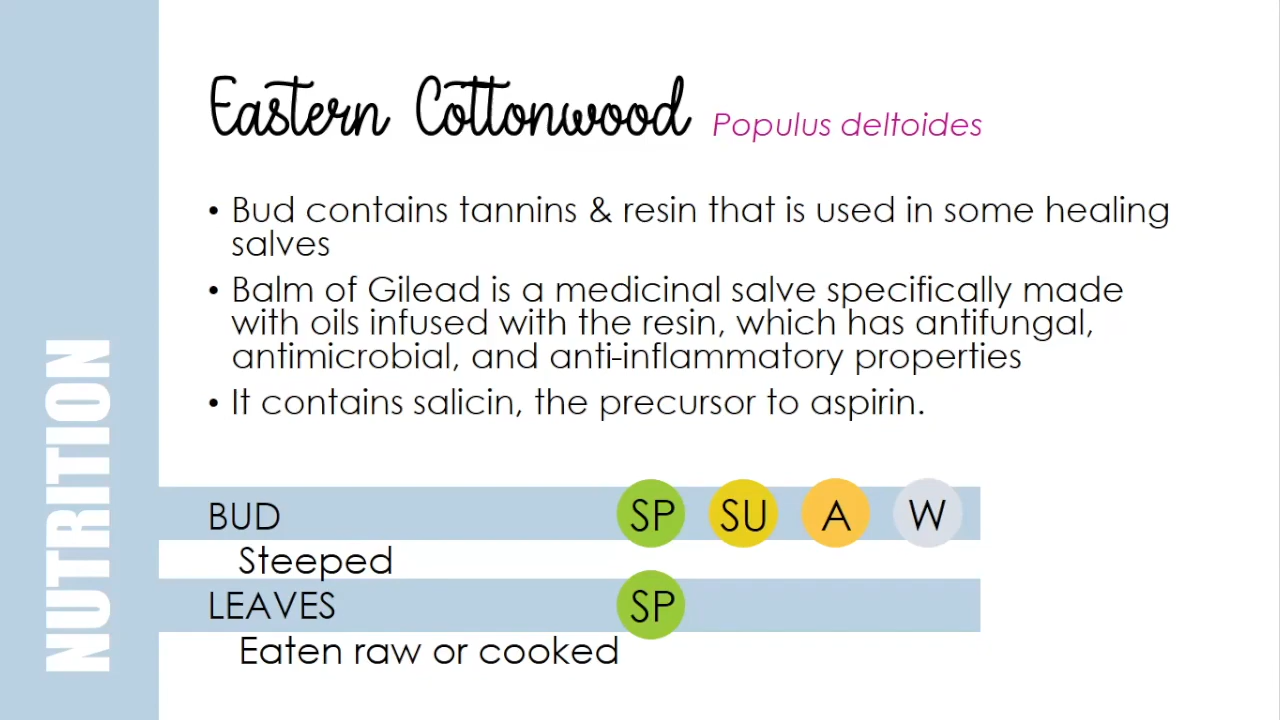 Eastern Cottonwood Populus deltoides
• Bud contains tannins & resin that is used in some healing
salves
• Balm of Gilead is a medicinal salve specifically made
with oils infused with the resin, which has antifungal,
antimicrobial, and anti-inflammatory properties
• It contains salicin, the precursor to aspirin.
NUTRITION
BUD SP SU A W
Steeped
LEAVES SP
Eaten raw or cooked